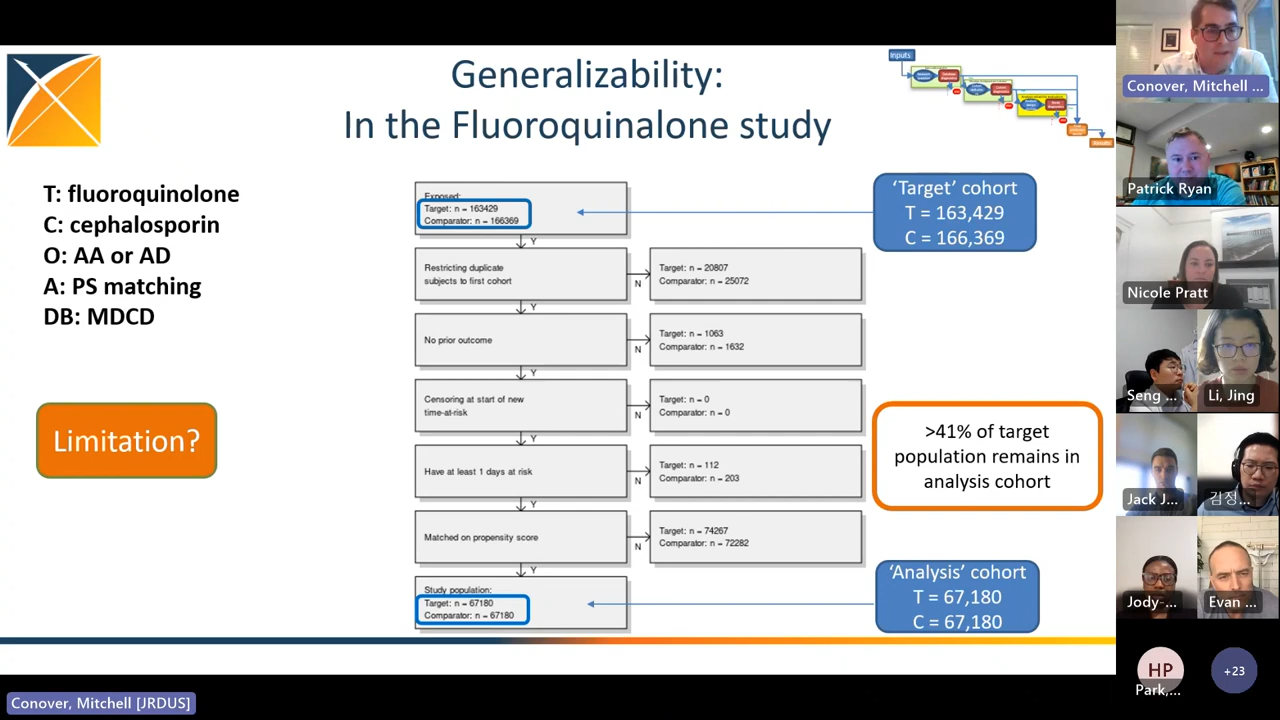 Generalizability:
In the Fluoroquinalone study
Inputs
Results
T: fluoroquinolone
C: cephalosporin
O: AA or AD
A: PS matching
DB: MDCD
Limitation?
Exposed:
Target: n = 163429
Comparator: n = 166369
Y
Restricting duplicate
subjects to first cohort
N
Target: n = 20807
Comparator: n = 25072
Y
No prior outcome
N
Target: n = 1063
Comparator: n = 1632
Y
Censoring at start of new
time-at-risk
N
Target: n = 0
Comparator: n = 0
Y
Have at least 1 days at risk
N
Target: n = 112
Comparator: n = 203
Y
Matched on propensity score
N
Target: n = 74267
Comparator: n = 72282
Y
Study population:
Target: n = 67180
Comparator: n = 67180
‘Target’ cohort
T = 163,429
C = 166,369
>41% of target
population remains in
analysis cohort
‘Analysis’ cohort
T = 67,180
C = 67,180
Conover, Mitchell ...
Patrick Ryan
Nicole Pratt
Seng ...
Li, Jing
Jack J...
김정...
Jody-...
Evan ...
HP
Park,...
+23
Conover, Mitchell [JRDUS]